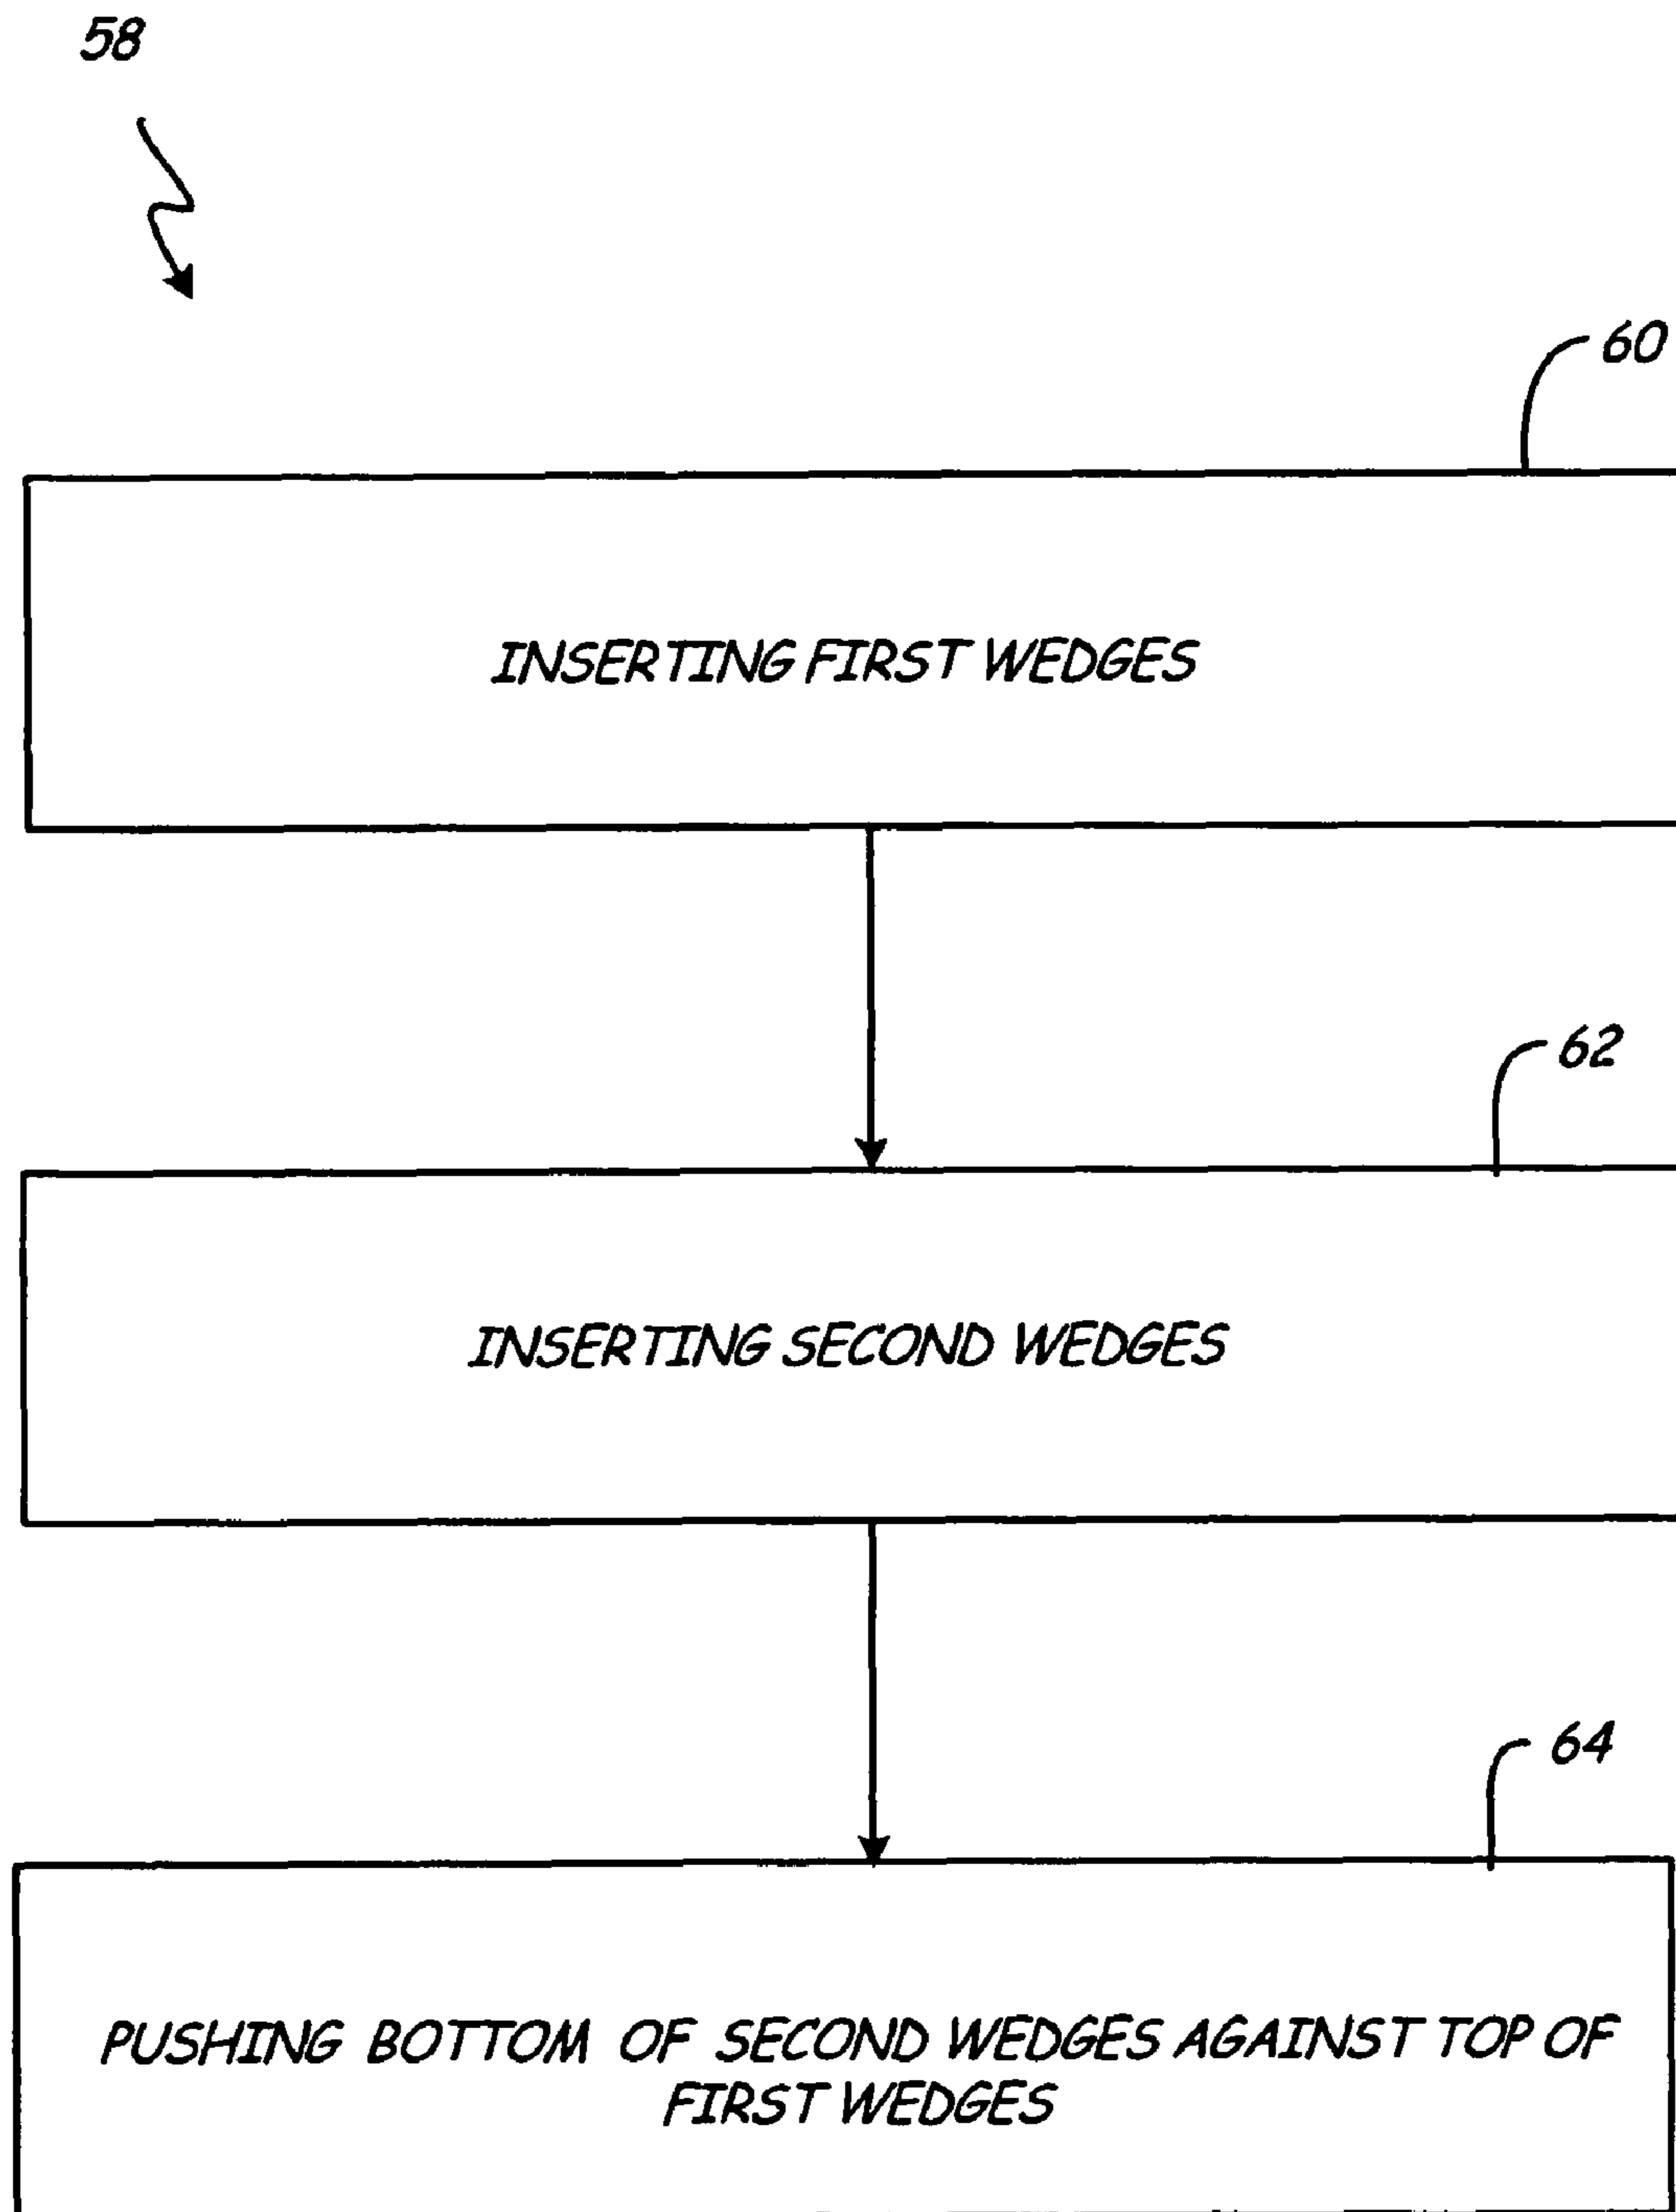 58
60
INSERTING FIRST WEDGES
62
INSERTING SECOND WEDGES
64
PUSHING BOTTOM OF SECOND WEDGES AGAINST TOP OF
FIRST WEDGES